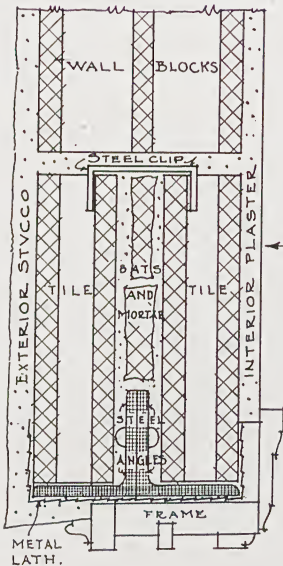 WALL BLOCKS
STEEL CLIP
EXTERIOR STVCCO
TILE
BATS
AND
MORTAR
TILE
INTERIOR PLASTER
STEEL
ANGLES
FRAME
METAL
LATH.